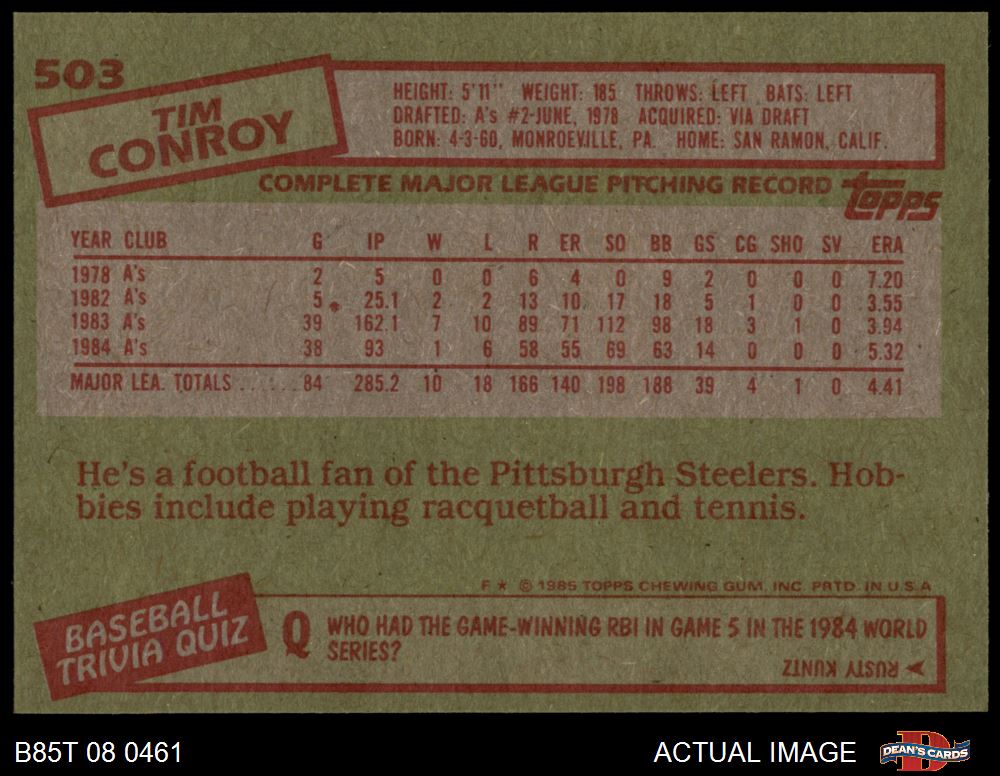 503
TIM
CONROY
HEIGHT: 5'11" WEIGHT: 185 THROWS: LEFT BATS: LEFT
DRAFTED: A's #2-JUNE, 1978 ACQUIRED: VIA DRAFT
BORN: 4-3-60, MONROEVILLE, PA. HOME: SAN RAMON, CALIF.
COMPLETE MAJOR LEAGUE PITCHING RECORD topps
YEAR CLUB G IP W L R ER SO BB GS CG SHO SV ERA
1978 A's 2 5 0 0 6 4 0 9 2 0 0 0 7.20
1982 A's 5 25.1 2 2 13 10 17 18 5 1 0 0 3.55
1983 A's 39 162.1 7 10 89 71 112 98 18 3 1 0 3.94
1984 A's 38 93 1 6 58 55 69 63 14 0 0 0 5.32
MAJOR LEA. TOTALS ...... 84 285.2 10 18 166 140 198 188 39 4 1 0 4.41
He's a football fan of the Pittsburgh Steelers. Hob-
bies include playing racquetball and tennis.
F ★ © 1985 TOPPS CHEWING GUM, INC. PRTD. IN U.S.A.
BASEBALL
TRIVIA QUIZ
Q WHO HAD THE GAME-WINNING RBI IN GAME 5 IN THE 1984 WORLD
SERIES?
RUSTY KUNTZ
B85T 08 0461
ACTUAL IMAGE
D
DEAN'S CARDS